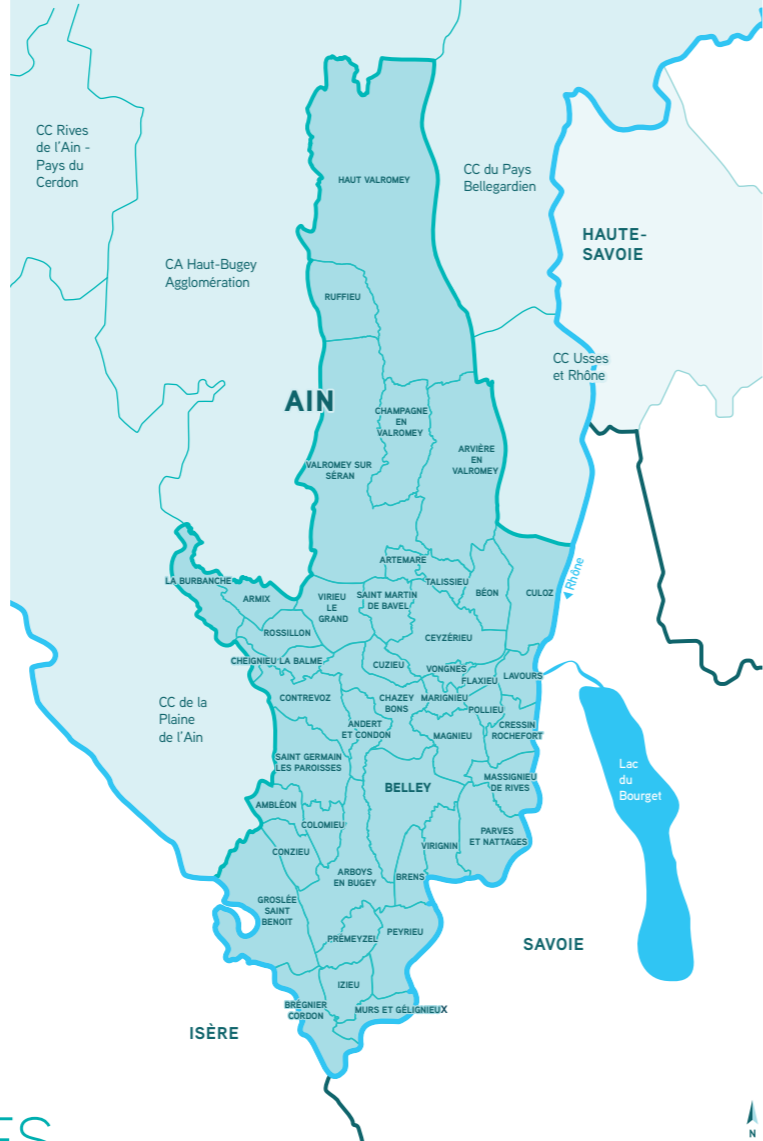 CC Rives
de l'Ain -
Pays du
Cerdon
HAUT VALROMEY
CC du Pays
Bellegardien
HAUTE-
SAVOIE
CA Haut-Bugey
Agglomération
RUFFIEU
CC Usses
et Rhône
AIN
CHAMPAGNE
EN
VALROMEY
ARVIÈRE
EN
VALROMEY
VALROMEY SUR
SÉRAN
ARTEMARE
TALISSIEU
BÉON
CULOZ
Rhône
LA BURBANCHE
ARMIX
VIRIEU
LE
GRAND
SAINT MARTIN
DE BAVEL
ROSSILLON
CEYZÉRIEU
CHEIGNIEU LA BALME
CUZIEU
VONGNES
FLAXIEU
LAVOURS
CONTREVOZ
CHAZEY
BONS
MARIGNIEU
POLLIEU
CC de la
Plaine
de l'Ain
ANDERT
ET CONDON
MAGNIEU
CRESSIN
ROCHEFORT
SAINT GERMAIN
LES PAROISSES
BELLEY
MASSIGNIEU
DE RIVES
Lac
du
Bourget
AMBLÉON
COLOMIEU
CONZIEU
VIRIGNIN
PARVES
ET NATTAGES
ARBOYS
EN BUGEY
BRENS
GROSLÉE
SAINT
BENOIT
PRÉMEYZEL
PEYRIEU
SAVOIE
IZIEU
BRÉGNIER
CORDON
MURS ET GÉLIGNIEUX
ISÈRE
ES
N